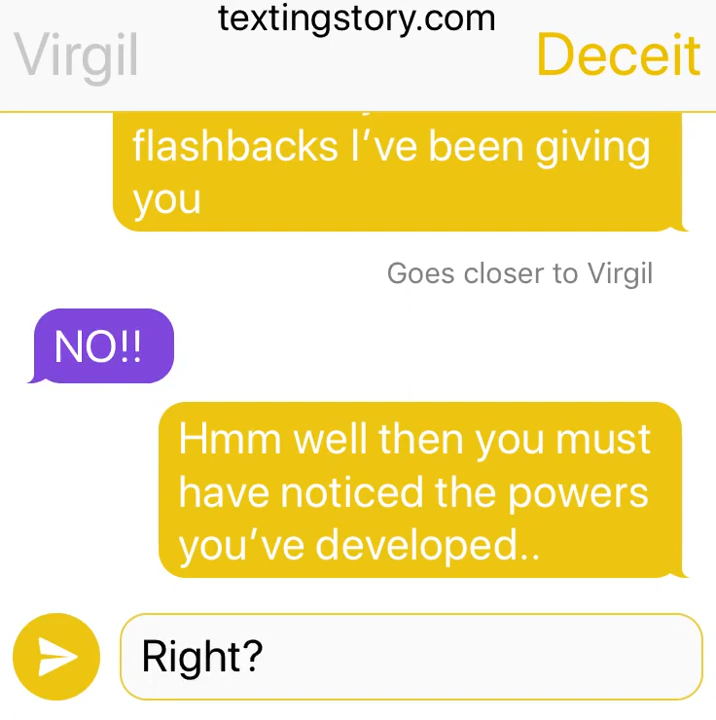 textingstory.com
Virgil
Deceit
flashbacks I've been giving
you
Goes closer to Virgil
NO!!
Hmm well then you must
have noticed the powers
you've developed..
Right?